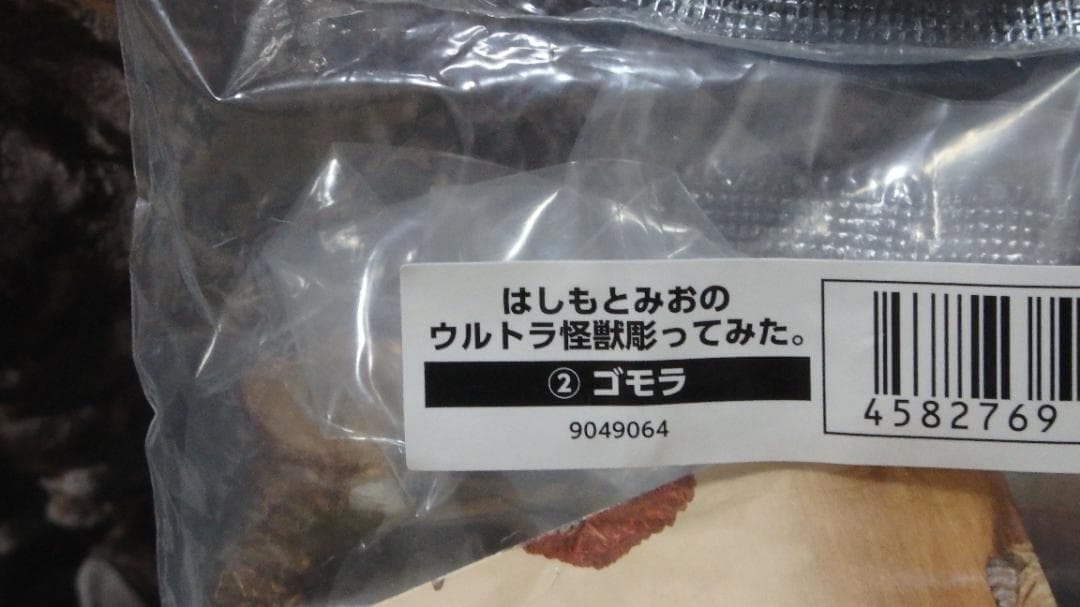 はしもとみおの
ウルトラ怪獣彫ってみた。
② ゴモラ
9049064
4582769